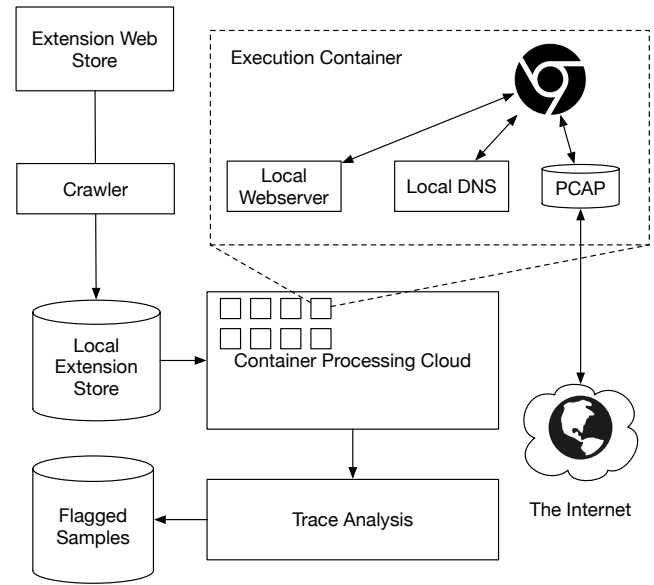 Extension Web
Store
Execution Container
Crawler
Local
Webserver
Local DNS
PCAP
Local
Extension
Store
Container Processing Cloud
Flagged
Samples
Trace Analysis
The Internet